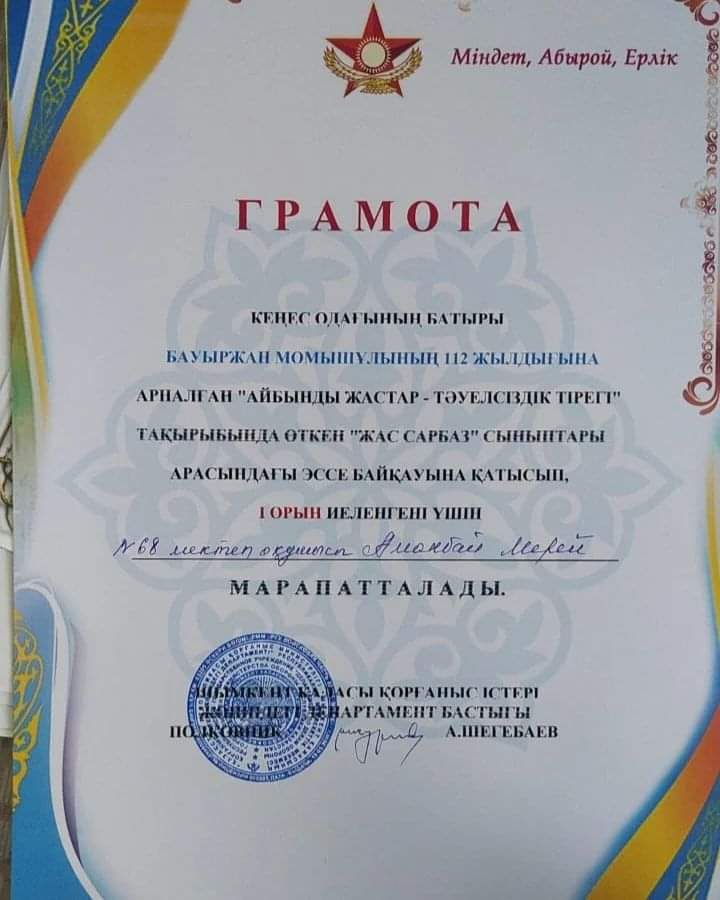 Міндет, Абырой, Ерлік
ГРАМОТА
КЕҢЕС ОДАҒЫНЫҢ БАТЫРЫ
БАУЫРЖАН МОМЫШҰЛЫНЫҢ 112 ЖЫЛДЫҒЫНА
АРНАЛҒАН "АЙБЫНДЫ ЖАСТАР - ТӘУЕЛСІЗДІК ТІРЕГІ"
ТАҚЫРЫБЫНДА ӨТКЕН "ЖАС САРБАЗ" СЫНЫПТАРЫ
АРАСЫНДАҒЫ ЭССЕ БАЙҚАУЫНА ҚАТЫСЫП,
І ОРЫН ИЕЛЕНГЕНІ ҮШІН
№68 мектеп оқушысы Аманбай Мерей
МАРАПАТТАЛАДЫ.
ШЫМКЕНТ ҚАЛАСЫ ҚОРҒАНЫС ІСТЕРІ
ЖӨНІНДЕГІ ДЕПАРТАМЕНТ БАСТЫҒЫ
ПОЛКОВНИК А.ШЕГЕБАЕВ